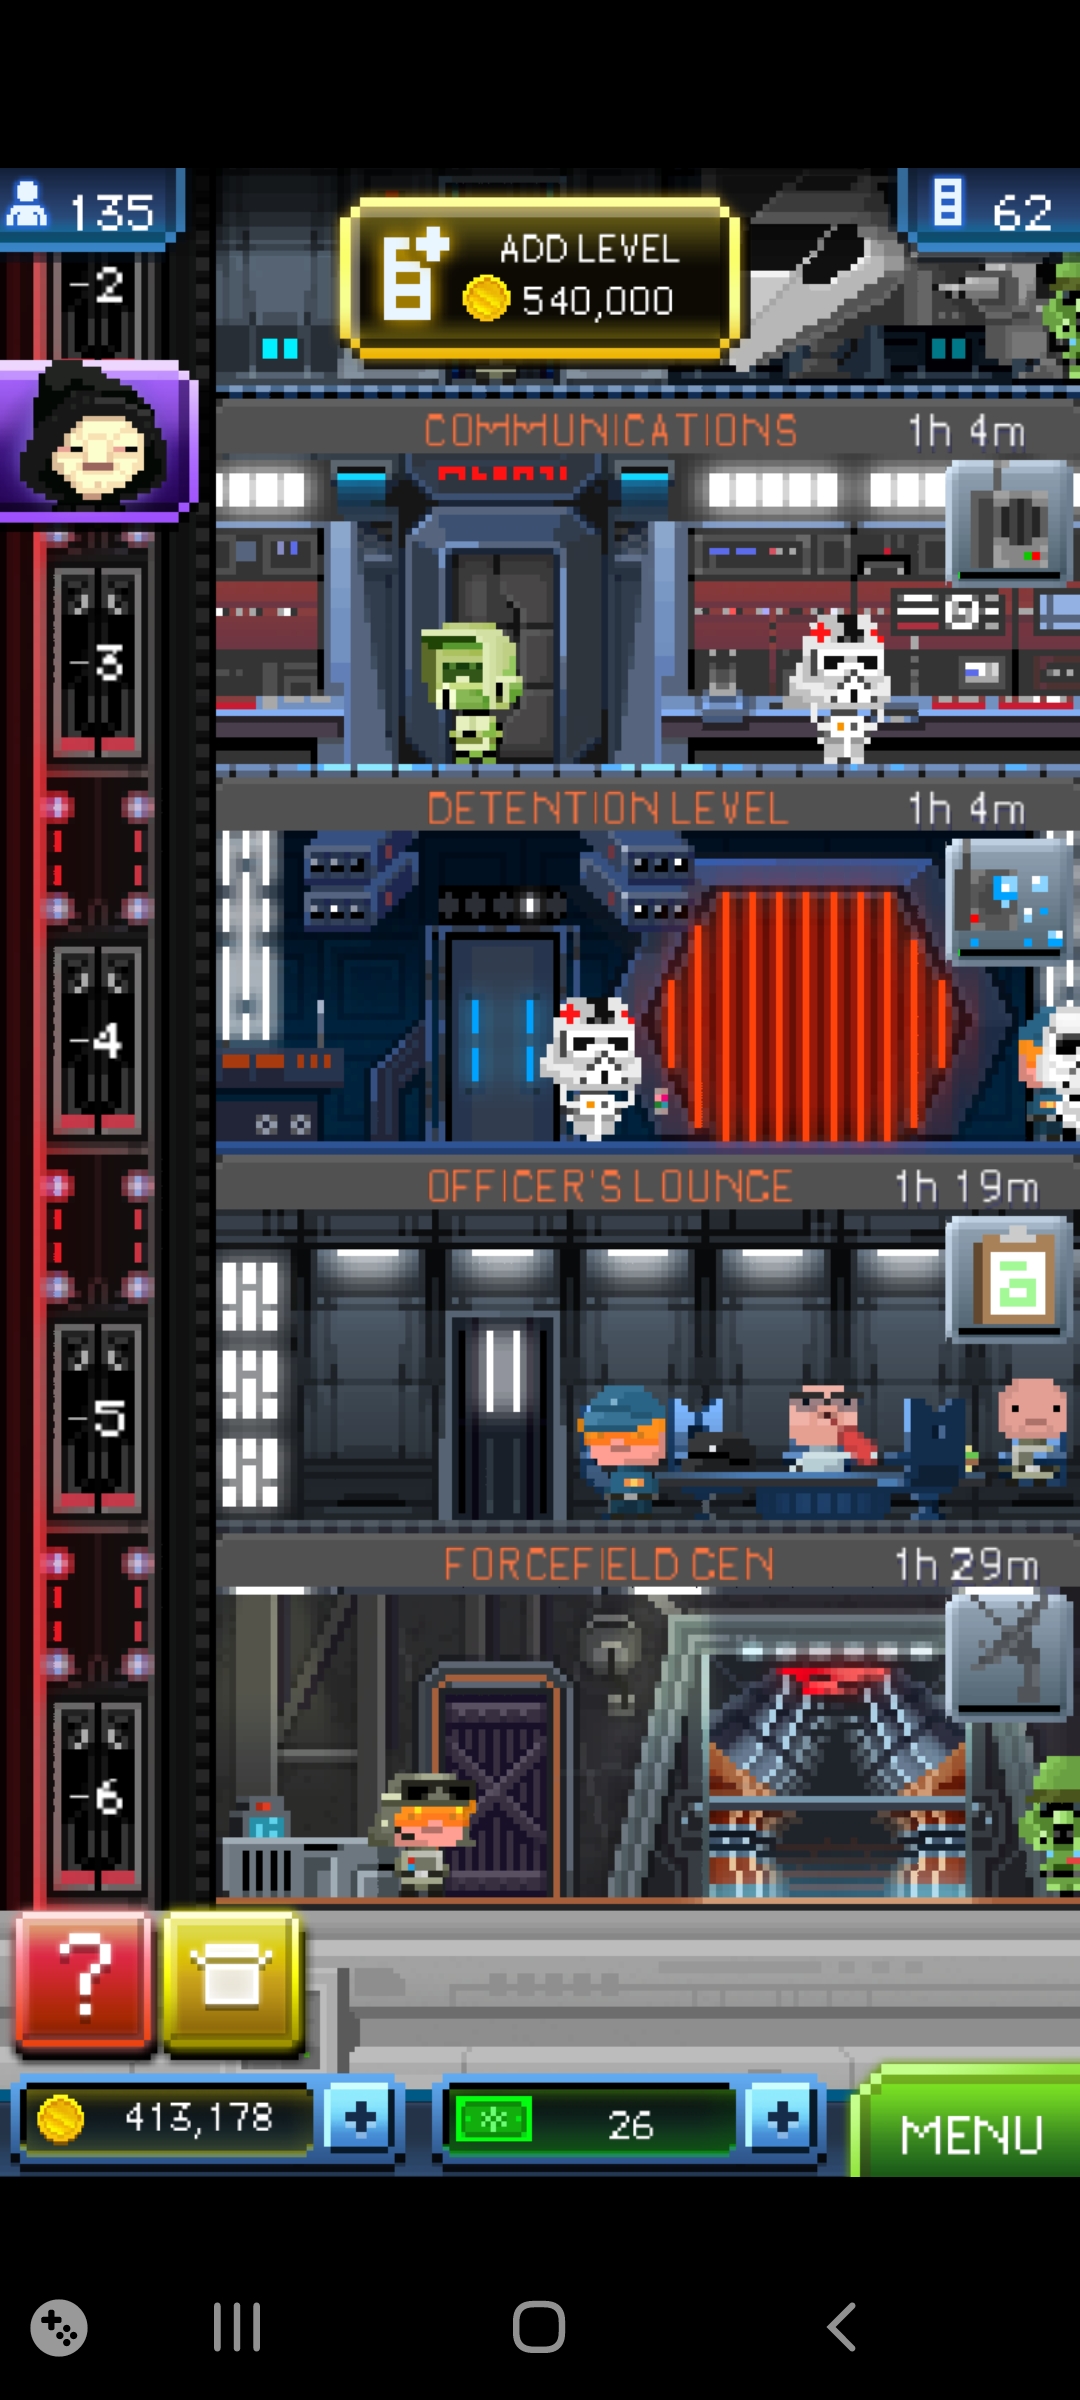 135
62
ADD LEVEL
540,000
-2
COMMUNICATIONS 1h 4m
-3
DETENTION LEVEL 1h 4m
-4
OFFICER'S LOUNGE 1h 19m
a
-5
FORCEFIELD GEN 1h 29m
-6
?
413,178
26
MENU